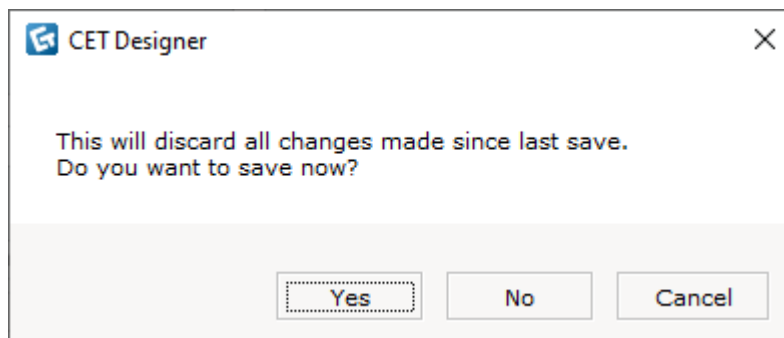 CET Designer
This will discard all changes made since last save.
Do you want to save now?
Yes
No
Cancel